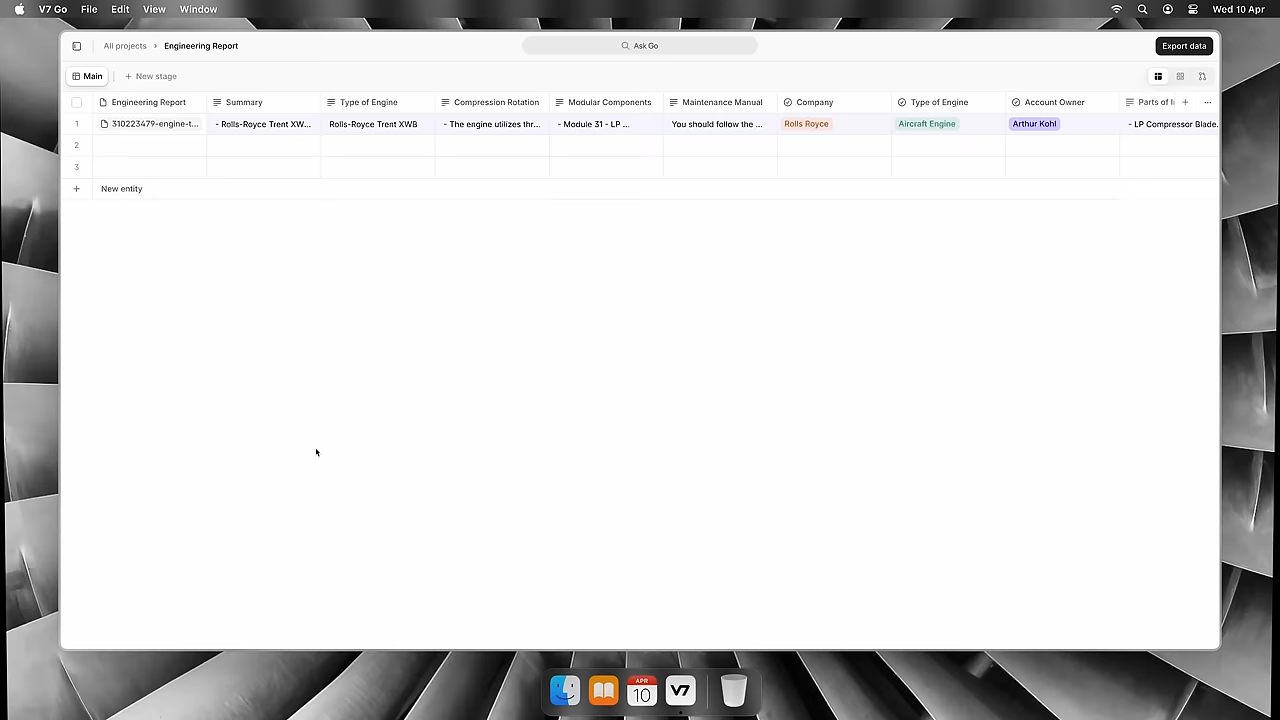 V7 Go File Edit View Window Wed 10 Apr
All projects › Engineering Report Ask Go Export data
Main + New stage
Engineering Report Summary Type of Engine Compression Rotation Modular Components Maintenance Manual Company Type of Engine Account Owner Parts of
1 310223479-engine-t... - Rolls-Royce Trent XW... Rolls-Royce Trent XWB - The engine utilizes thr... - Module 31 - LP ... You should follow the ... Rolls Royce Aircraft Engine Arthur Kohl - LP Compressor Blade.
2
3
+ New entity
APR
10
V7